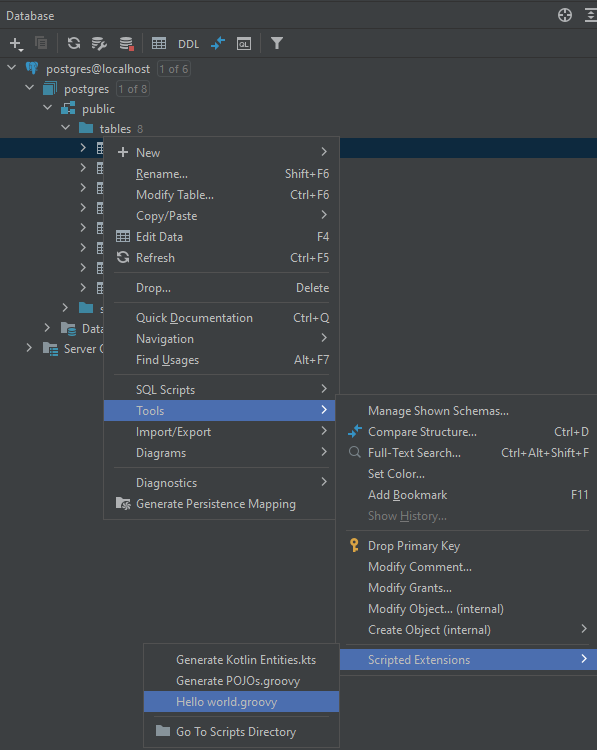 Database
DDL
QL
postgres@localhost 1 of 6
postgres 1 of 8
public
tables 8
New
Rename... Shift+F6
Modify Table... Ctrl+F6
Copy/Paste
Edit Data F4
Refresh Ctrl+F5
Drop... Delete
s
Quick Documentation Ctrl+Q
Data
Navigation
Server
Find Usages Alt+F7
SQL Scripts
Tools
Import/Export
Diagrams
Diagnostics
Generate Persistence Mapping
Manage Shown Schemas...
Compare Structure... Ctrl+D
Full-Text Search... Ctrl+Alt+Shift+F
Set Color...
Add Bookmark F11
Show History...
Drop Primary Key
Modify Comment...
Modify Grants...
Modify Object... (internal)
Create Object (internal)
Scripted Extensions
Generate Kotlin Entities.kts
Generate POJOs.groovy
Hello world.groovy
Go To Scripts Directory